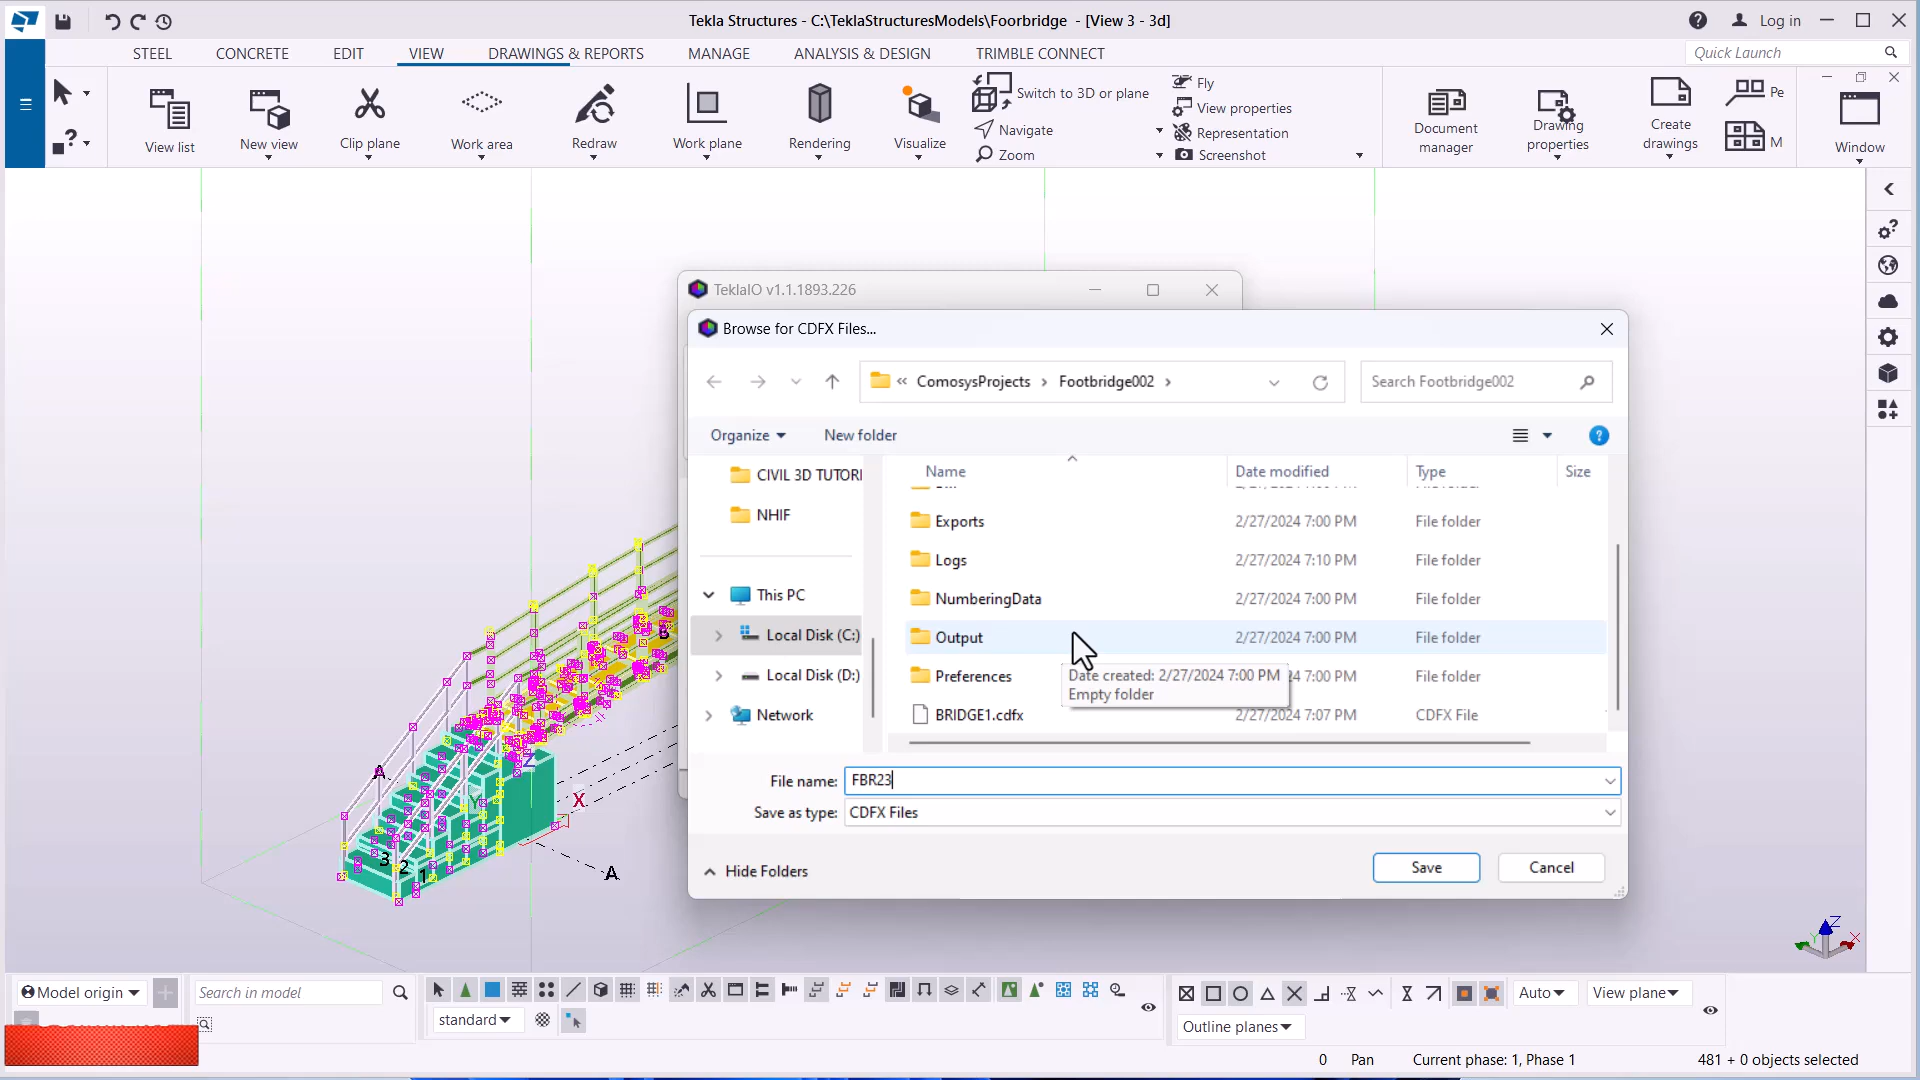 Tekla Structures - C:\TeklaStructuresModels\Foorbridge - [View 3 - 3d]
Log in
STEEL
CONCRETE
EDIT
VIEW
DRAWINGS & REPORTS
MANAGE
ANALYSIS & DESIGN
TRIMBLE CONNECT
Quick Launch
View list
New view
Clip plane
Work area
Redraw
Work plane
Rendering
Visualize
Switch to 3D or plane
Navigate
Zoom
Fly
View properties
Representation
Screenshot
Document manager
Drawing properties
Create drawings
Pe
M
Window
TeklaIO v1.1.1893.226
Browse for CDFX Files...
« ComosysProjects › Footbridge002 ›
Search Footbridge002
Organize
New folder
CIVIL 3D TUTORI
NHIF
This PC
Local Disk (C:)
Local Disk (D:)
Network
Name Date modified Type Size
Exports 2/27/2024 7:00 PM File folder
Logs 2/27/2024 7:10 PM File folder
NumberingData 2/27/2024 7:00 PM File folder
Output 2/27/2024 7:00 PM File folder
Preferences 24 7:00 PM File folder
Date created: 2/27/2024 7:00 PM
Empty folder
BRIDGE1.cdfx 2/27/2024 7:07 PM CDFX File
File name: FBR23
Save as type: CDFX Files
Hide Folders
Save
Cancel
B
A
Z
Y
X
3
2
1
A
Z
Y
X
Model origin
Search in model
standard
Auto
View plane
Outline planes
0
Pan
Current phase: 1, Phase 1
481 + 0 objects selected